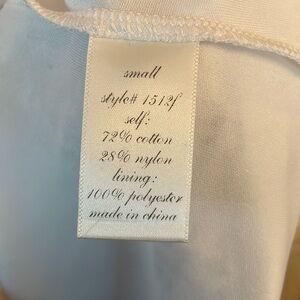 small
style# 1512f
self:
72% cotton
28% nylon
lining:
100% polyester
made in china